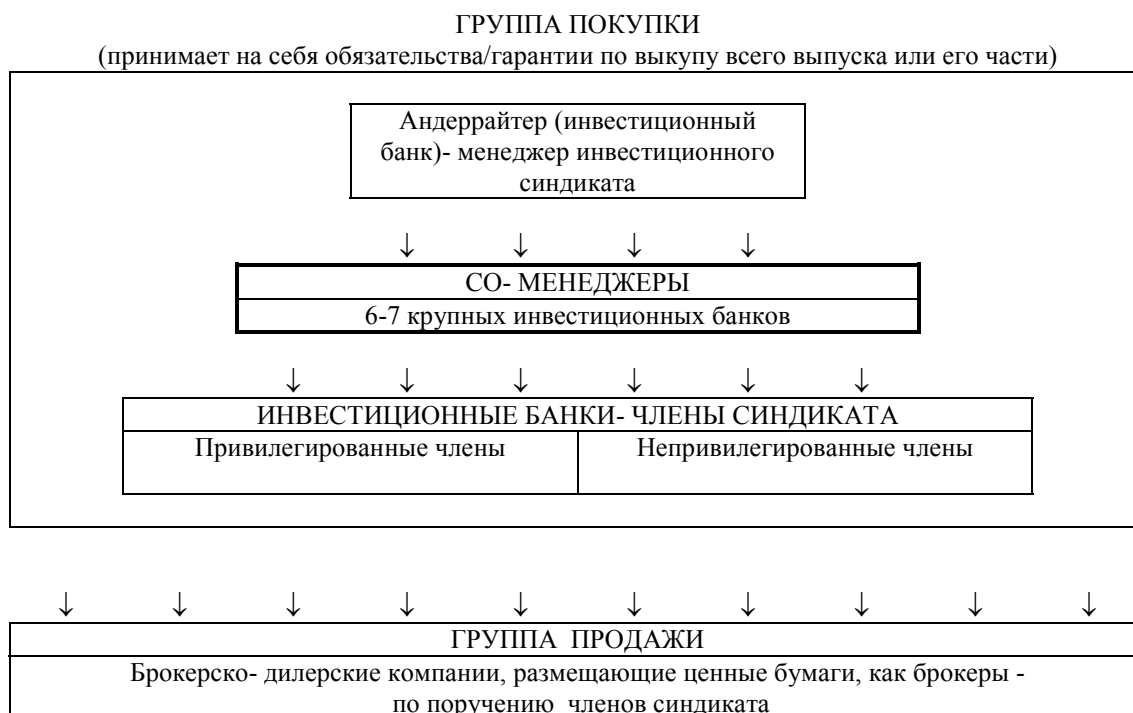 ГРУППА ПОКУПКИ
(принимает на себя обязательства/гарантии по выкупу всего выпуска или его части)
Андеррайтер (инвестиционный
банк)- менеджер инвестиционного
синдиката
↓ ↓ ↓ ↓
СО- МЕНЕДЖЕРЫ
6-7 крупных инвестиционных банков
↓ ↓ ↓ ↓ ↓ ↓
ИНВЕСТИЦИОННЫЕ БАНКИ- ЧЛЕНЫ СИНДИКАТА
Привилегированные члены Непривилегированные члены
↓ ↓ ↓ ↓ ↓ ↓ ↓ ↓ ↓ ↓
ГРУППА ПРОДАЖИ
Брокерско- дилерские компании, размещающие ценные бумаги, как брокеры -
по поручению членов синдиката